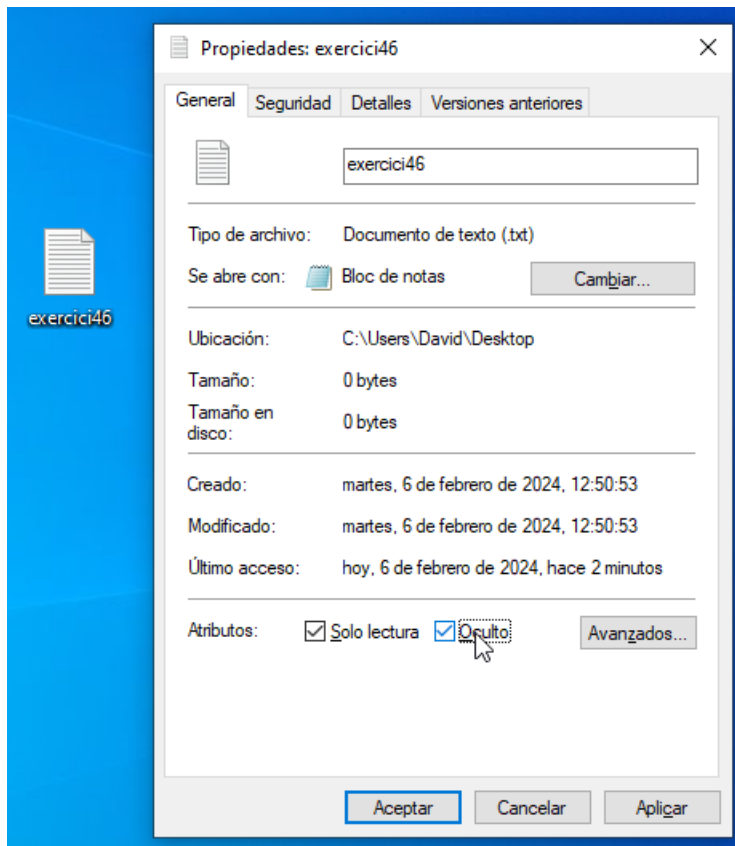 Propiedades: exercici46
General Seguridad Detalles Versiones anteriores
exercici46
Tipo de archivo: Documento de texto (.txt)
Se abre con: Bloc de notas Cambiar...
exercici46
Ubicación: C:\Users\David\Desktop
Tamaño: 0 bytes
Tamaño en
disco: 0 bytes
Creado: martes, 6 de febrero de 2024, 12:50:53
Modificado: martes, 6 de febrero de 2024, 12:50:53
Último acceso: hoy, 6 de febrero de 2024, hace 2 minutos
Atributos: Solo lectura Oculto Avanzados...
Aceptar Cancelar Aplicar